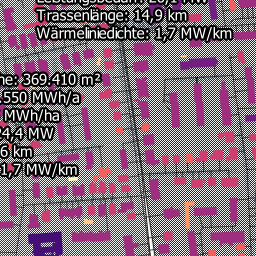 Trassenlänge: 14,9 km
Wärmeliniedichte: 1,7 MW/km
he: 369.410 m²
.550 MWh/a
MWh/ha
4,4 MW
6 km
1,7 MW/km